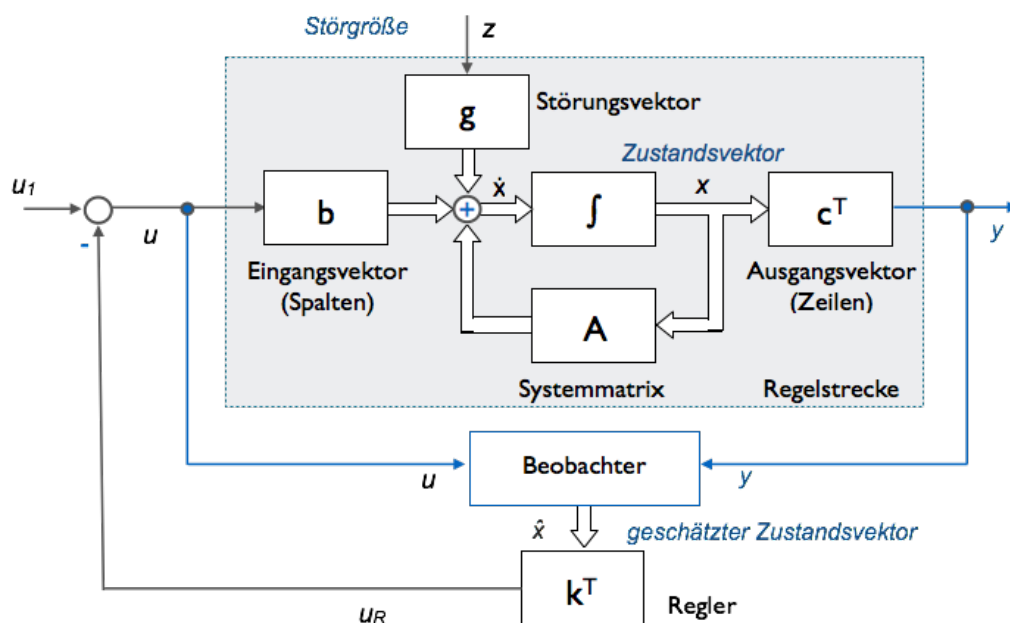 Störgröße
z
g
Störungsvektor
Zustandsvektor
u1
-
u
b
+
ẋ
∫
x
cT
y
Eingangsvektor
(Spalten)
Ausgangsvektor
(Zeilen)
A
Systemmatrix
Regelstrecke
Beobachter
u
y
x̂
geschätzter Zustandsvektor
kT
Regler
uR